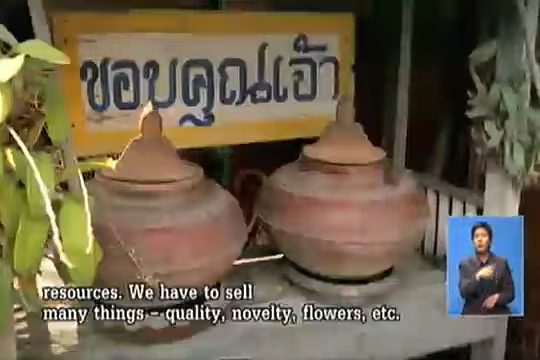 ขอบคุณเจ้า
resources. We have to sell
many things – quality, novelty, flowers, etc.